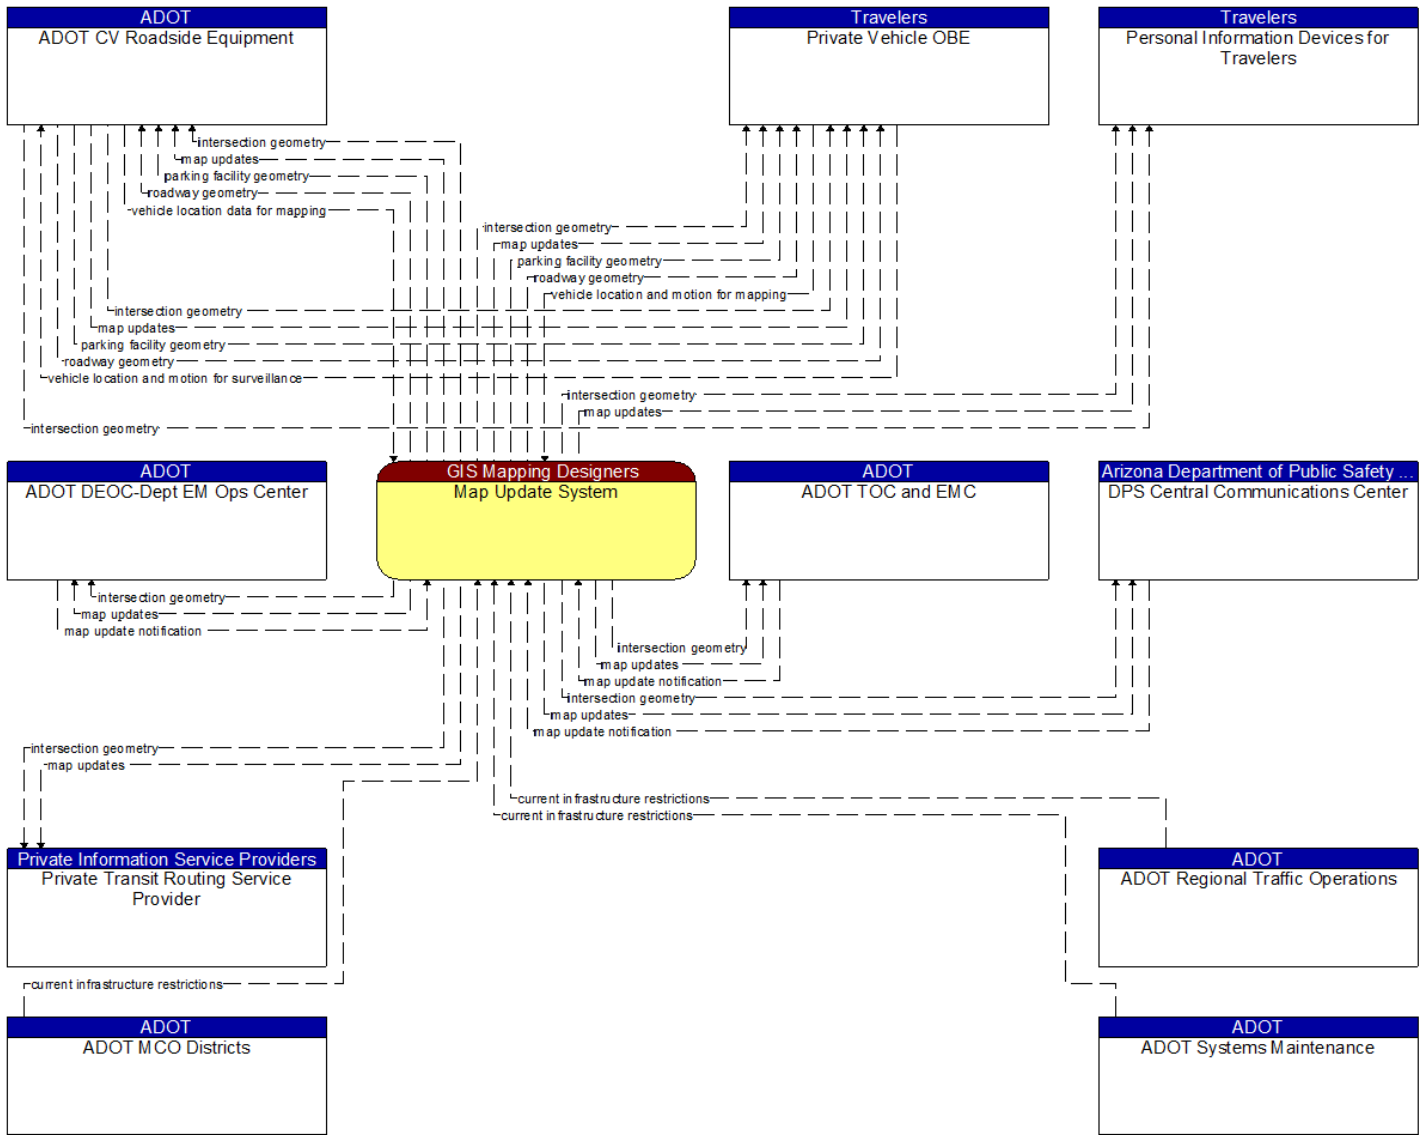 ADOT
ADOT CV Roadside Equipment
Travelers
Private Vehicle OBE
Travelers
Personal Information Devices for
Travelers
intersection geometry
map updates
parking facility geometry
roadway geometry
vehicle location data for mapping
intersection geometry
map updates
parking facility geometry
roadway geometry
vehicle location and motion for mapping
intersection geometry
map updates
parking facility geometry
roadway geometry
vehicle location and motion for surveillance
intersection geometry
map updates
intersection geometry
ADOT
ADOT DEOC-Dept EM Ops Center
GIS Mapping Designers
Map Update System
ADOT
ADOT TOC and EMC
Arizona Department of Public Safety ...
DPS Central Communications Center
intersection geometry
map updates
map update notification
intersection geometry
map updates
map update notification
intersection geometry
map updates
map update notification
intersection geometry
map updates
current infrastructure restrictions
current infrastructure restrictions
Private Information Service Providers
Private Transit Routing Service
Provider
ADOT
ADOT Regional Traffic Operations
current infrastructure restrictions
ADOT
ADOT MCO Districts
ADOT
ADOT Systems Maintenance